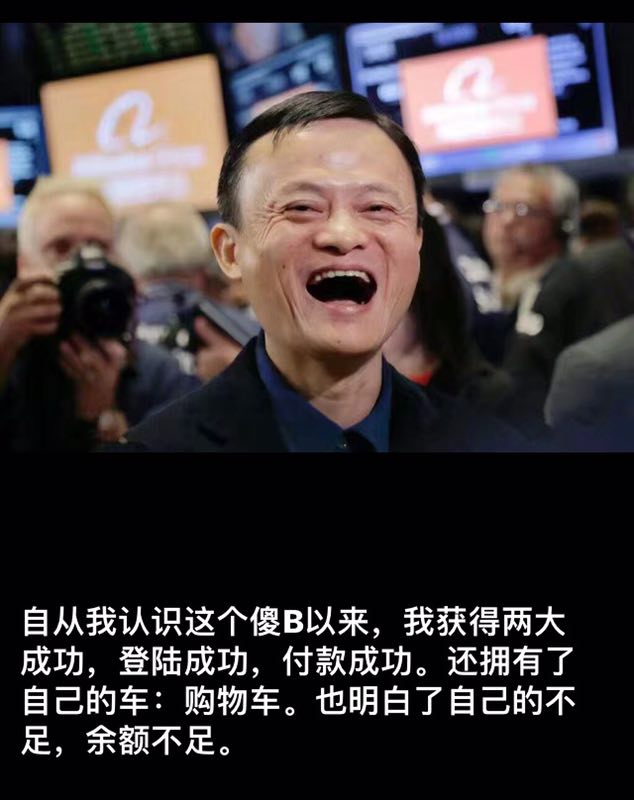 自从我认识这个傻B以来，我获得两大
成功，登陆成功，付款成功。还拥有了
自己的车：购物车。也明白了自己的不
足，余额不足。